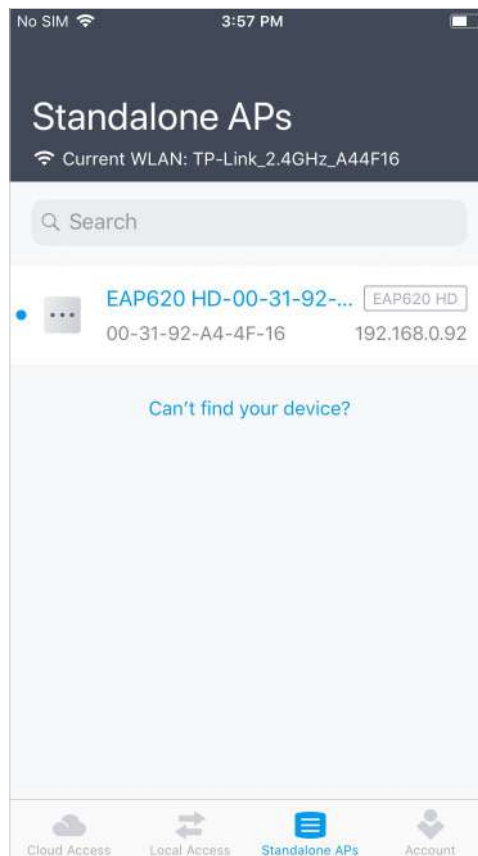 No SIM 3:57 PM
Standalone APs
Current WLAN: TP-Link_2.4GHz_A44F16
Search
EAP620 HD-00-31-92-... EAP620 HD
00-31-92-A4-4F-16 192.168.0.92
Can't find your device?
Cloud Access Local Access Standalone APs Account